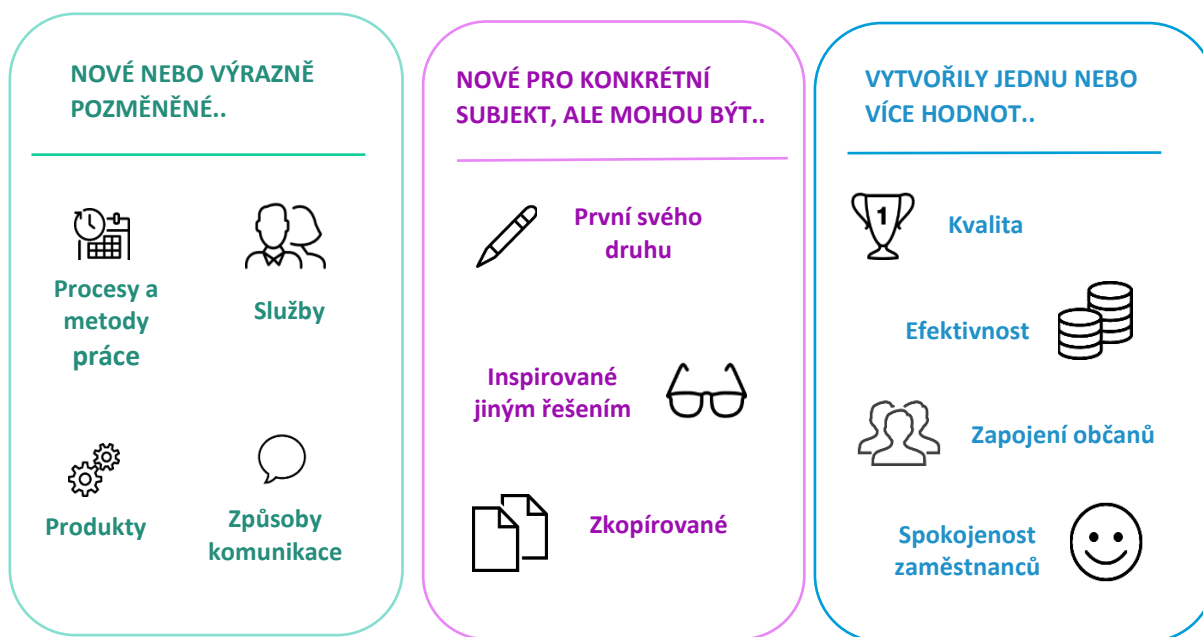 NOVÉ NEBO VÝRAZNĚ
POZMĚNĚNÉ..
Procesy a
metody
práce
Služby
Produkty
Způsoby
komunikace
NOVÉ PRO KONKRÉTNÍ
SUBJEKT, ALE MOHOU BÝT..
První svého
druhu
Inspirované
jiným řešením
Zkopírované
VYTVOŘILY JEDNU NEBO
VÍCE HODNOT..
1
Kvalita
Efektivnost
Zapojení občanů
Spokojenost
zaměstnanců